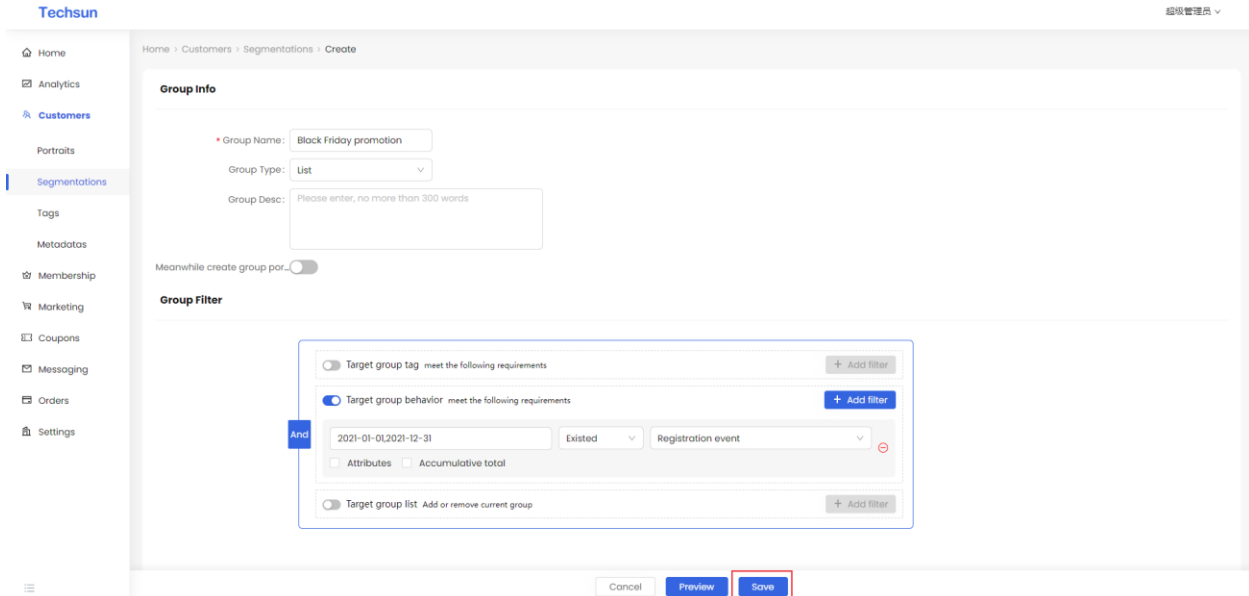 Techsun
超级管理员
Home
Analytics
Customers
Portraits
Segmentations
Tags
Metadatas
Membership
Marketing
Coupons
Messaging
Orders
Settings
Home > Customers > Segmentations > Create
Group Info
* Group Name: Black Friday promotion
Group Type: List
Group Desc: Please enter, no more than 300 words
Meanwhile create group por...
Group Filter
And
Target group tag meet the following requirements + Add filter
Target group behavior meet the following requirements + Add filter
2021-01-01,2021-12-31 Existed Registration event
Attributes Accumulative total
Target group list Add or remove current group + Add filter
Cancel Preview Save